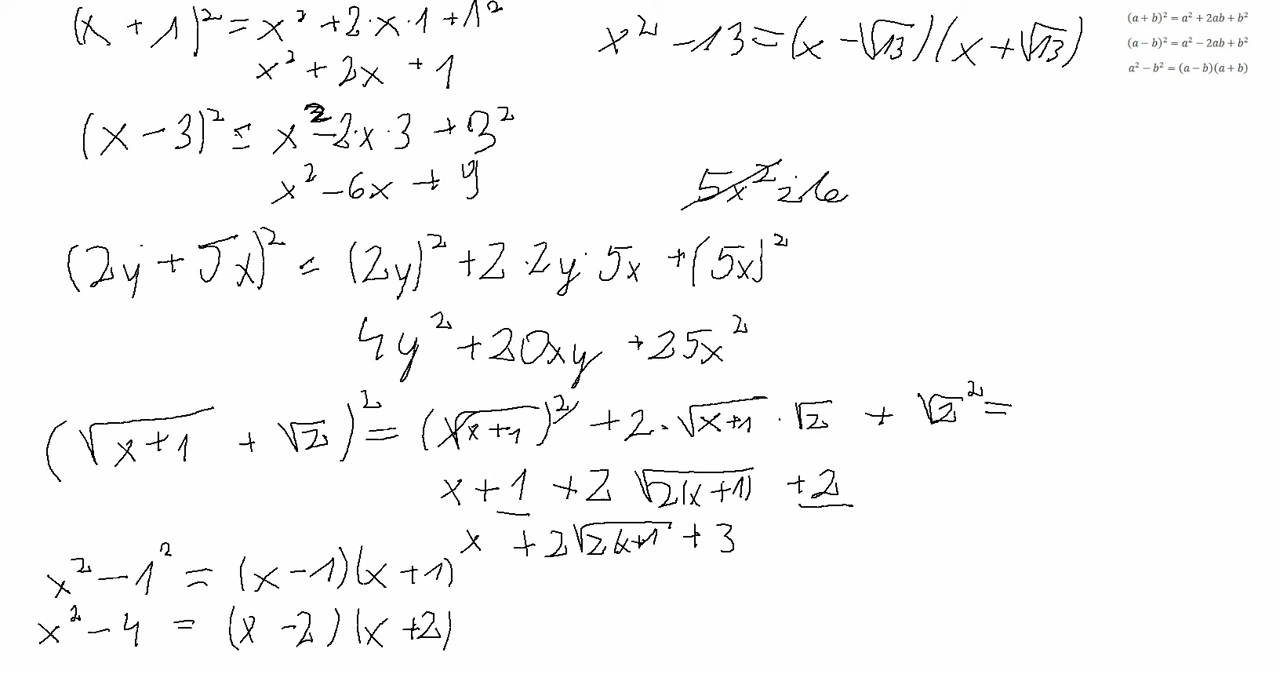 (x + 1)² = x² + 2·x·1 + 1²
x² + 2x + 1
(x − 3)² = x² − 2·x·3 + 3²
x² − 6x + 9
(2y + 5x)² = (2y)² + 2·2y·5x + (5x)²
4y² + 20xy + 25x²
(√(x+1) + √2)² = (√(x+1))² + 2·√(x+1)·√2 + √2² =
x + 1 + 2√(2(x+1)) + 2
x + 2√(2(x+1)) + 3
x² − 1² = (x − 1)(x + 1)
x² − 4 = (x − 2)(x + 2)
x² − 13 = (x − √13)(x + √13)
5x² źle
(a + b)² = a² + 2ab + b²
(a − b)² = a² − 2ab + b²
a² − b² = (a − b)(a + b)